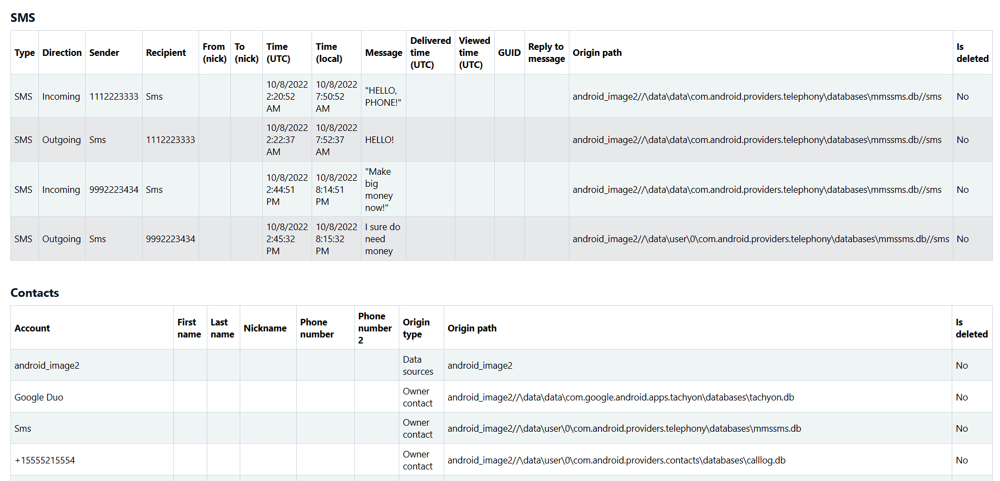 SMS
Type Direction Sender Recipient From (nick) To (nick) Time (UTC) Time (local) Message Delivered time (UTC) Viewed time (UTC) GUID Reply to message Origin path Is deleted
SMS Incoming 1112223333 Sms 10/8/2022 2:20:52 AM 10/8/2022 7:50:52 AM "HELLO, PHONE!" android_image2//\data\data\com.android.providers.telephony\databases\mmssms.db//sms No
SMS Outgoing Sms 1112223333 10/8/2022 2:22:37 AM 10/8/2022 7:52:37 AM HELLO! android_image2//\data\data\com.android.providers.telephony\databases\mmssms.db//sms No
SMS Incoming 9992223434 Sms 10/8/2022 2:44:51 PM 10/8/2022 8:14:51 PM "Make big money now!" android_image2//\data\data\com.android.providers.telephony\databases\mmssms.db//sms No
SMS Outgoing Sms 9992223434 10/8/2022 2:45:32 PM 10/8/2022 8:15:32 PM I sure do need money android_image2//\data\user\0\com.android.providers.telephony\databases\mmssms.db//sms No
Contacts
Account First name Last name Nickname Phone number Phone number 2 Origin type Origin path Is deleted
android_image2 Data sources android_image2 No
Google Duo Owner contact android_image2//\data\data\com.google.android.apps.tachyon\databases\tachyon.db No
Sms Owner contact android_image2//\data\user\0\com.android.providers.telephony\databases\mmssms.db No
+15555215554 Owner contact android_image2//\data\user\0\com.android.providers.contacts\databases\calllog.db No